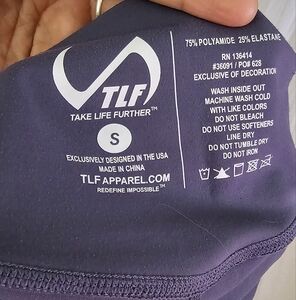 TLF
TAKE LIFE FURTHER™
S
EXCLUSIVELY DESIGNED IN THE USA
MADE IN CHINA
TLFAPPAREL.COM
REDEFINE IMPOSSIBLE™
75% POLYAMIDE 25% ELASTANE
RN 136414
#36091 / PO# 628
EXCLUSIVE OF DECORATION
WASH INSIDE OUT
MACHINE WASH COLD
WITH LIKE COLORS
DO NOT BLEACH
DO NOT USE SOFTENERS
LINE DRY
DO NOT TUMBLE DRY
DO NOT IRON